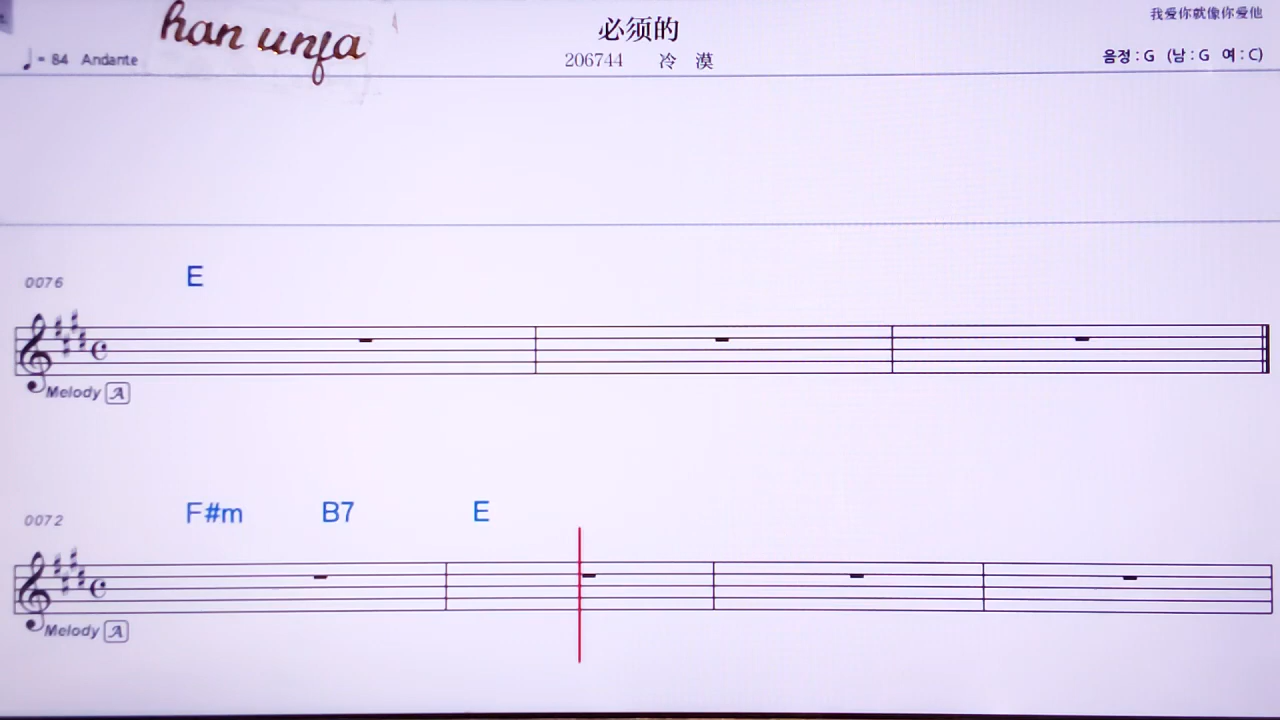 han unfa
必须的
我爱你就像你爱他
♩= 84 Andante
206744 冷 漠
음정 : G (남 : G 여 : C)
0076 E
Melody A
0072 F#m B7 E
Melody A